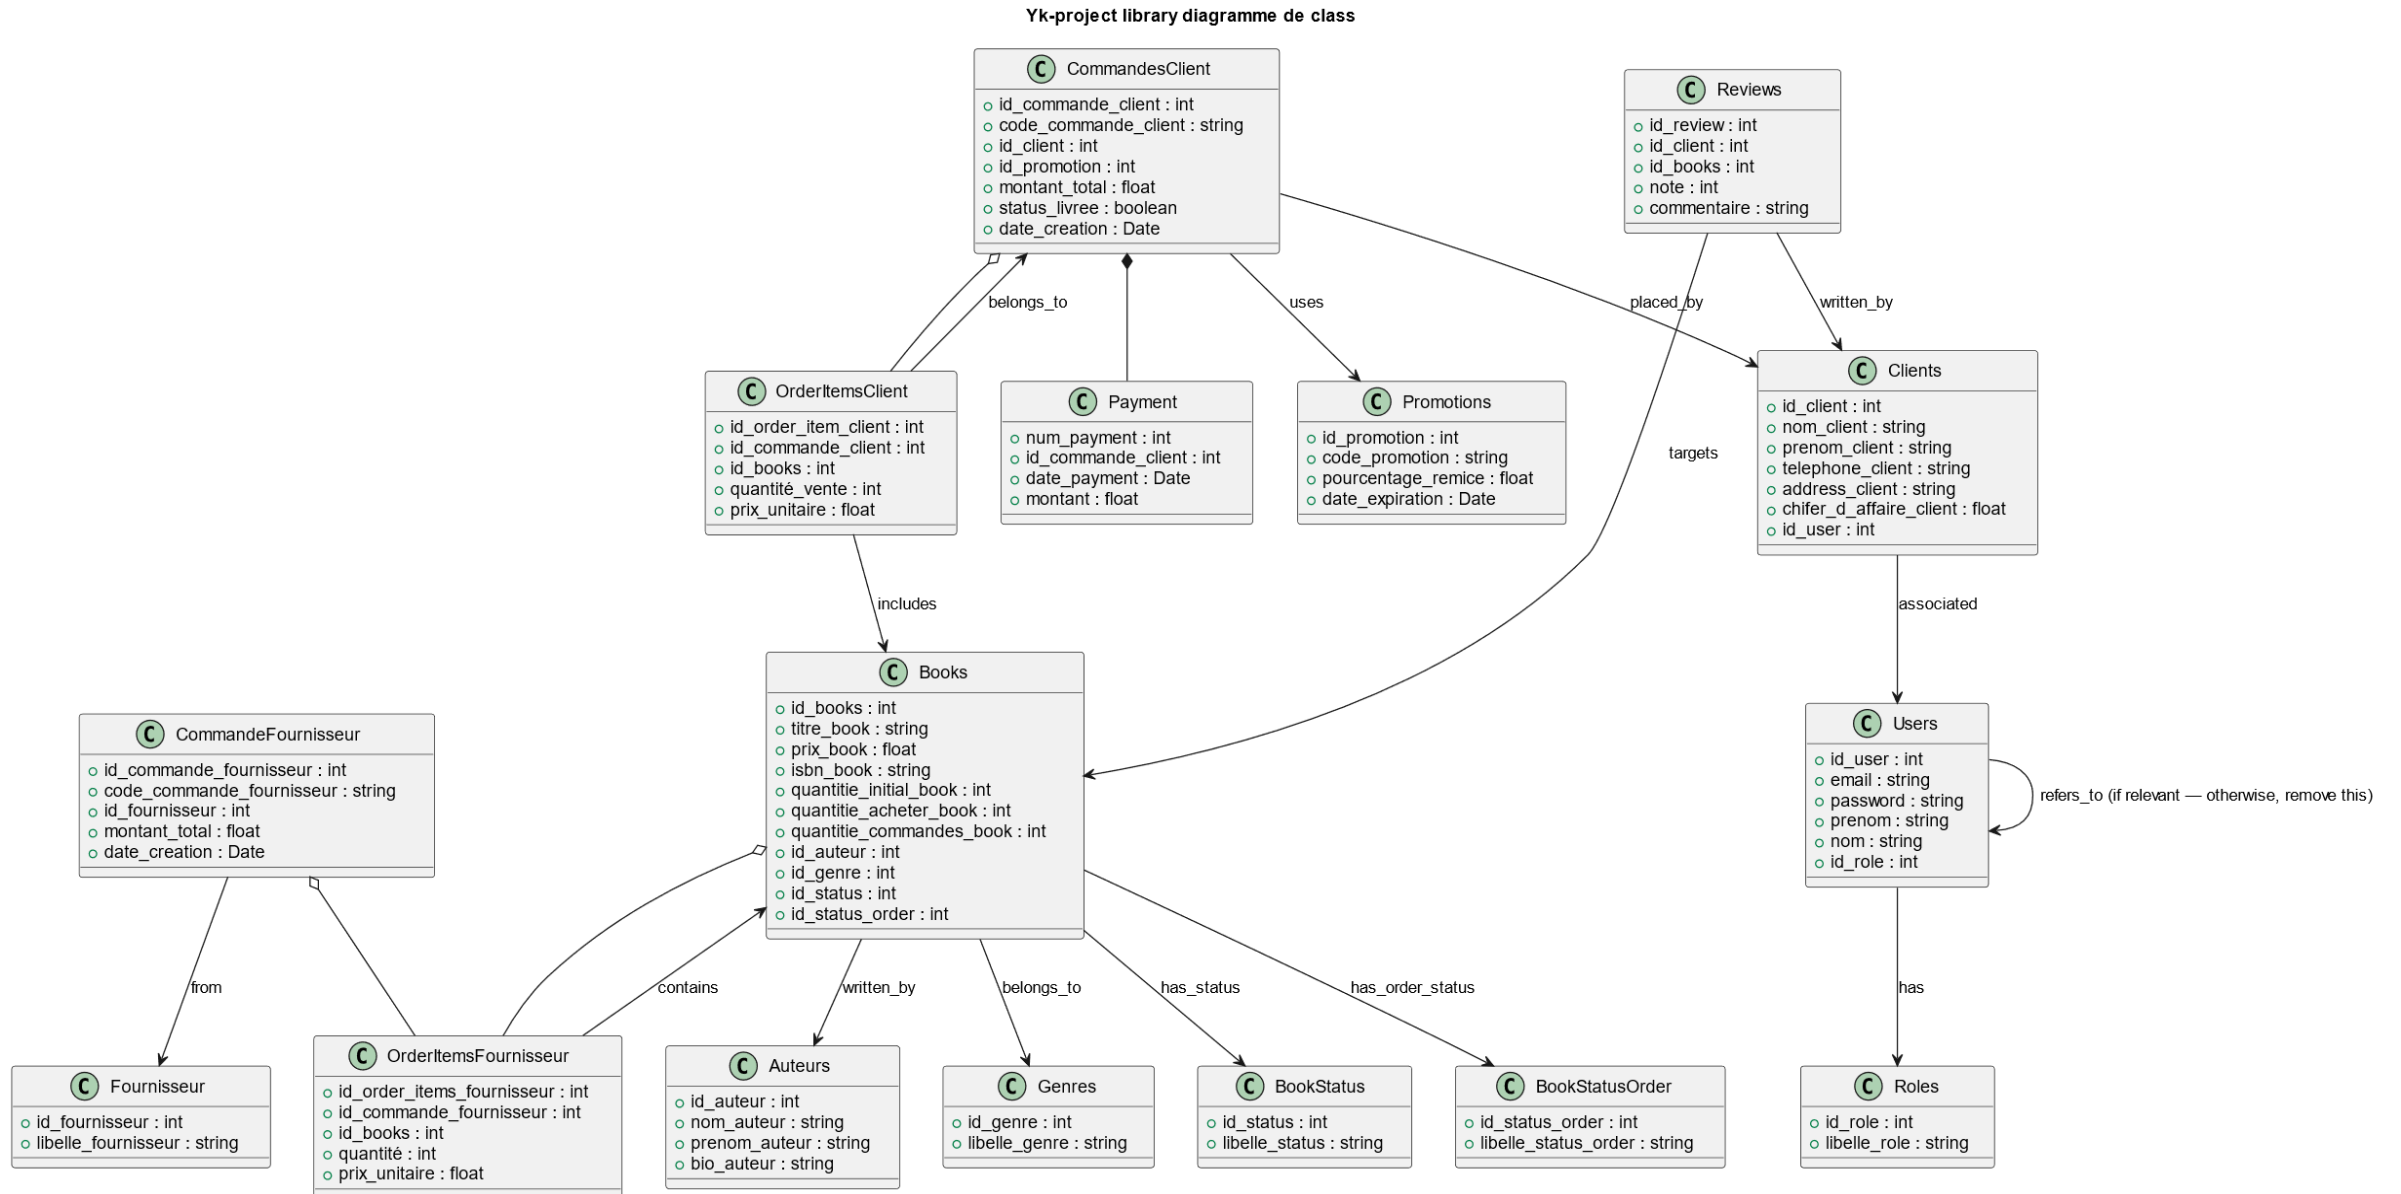 Yk-project library diagramme de class
C CommandesClient
id_commande_client : int
code_commande_client : string
id_client : int
id_promotion : int
montant_total : float
status_livree : boolean
date_creation : Date
C Reviews
id_review : int
id_client : int
id_books : int
note : int
commentaire : string
belongs_to
uses
placed_by
written_by
C OrderItemsClient
id_order_item_client : int
id_commande_client : int
id_books : int
quantité_vente : int
prix_unitaire : float
C Payment
num_payment : int
id_commande_client : int
date_payment : Date
montant : float
C Promotions
id_promotion : int
code_promotion : string
pourcentage_remice : float
date_expiration : Date
targets
C Clients
id_client : int
nom_client : string
prenom_client : string
telephone_client : string
address_client : string
chifer_d_affaire_client : float
id_user : int
includes
associated
C Books
id_books : int
titre_book : string
prix_book : float
isbn_book : string
quantitie_initial_book : int
quantitie_acheter_book : int
quantitie_commandes_book : int
id_auteur : int
id_genre : int
id_status : int
id_status_order : int
C CommandeFournisseur
id_commande_fournisseur : int
code_commande_fournisseur : string
id_fournisseur : int
montant_total : float
date_creation : Date
C Users
id_user : int
email : string
password : string
prenom : string
nom : string
id_role : int
refers_to (if relevant — otherwise, remove this)
from
contains
written_by
belongs_to
has_status
has_order_status
has
C Fournisseur
id_fournisseur : int
libelle_fournisseur : string
C OrderItemsFournisseur
id_order_items_fournisseur : int
id_commande_fournisseur : int
id_books : int
quantité : int
prix_unitaire : float
C Auteurs
id_auteur : int
nom_auteur : string
prenom_auteur : string
bio_auteur : string
C Genres
id_genre : int
libelle_genre : string
C BookStatus
id_status : int
libelle_status : string
C BookStatusOrder
id_status_order : int
libelle_status_order : string
C Roles
id_role : int
libelle_role : string